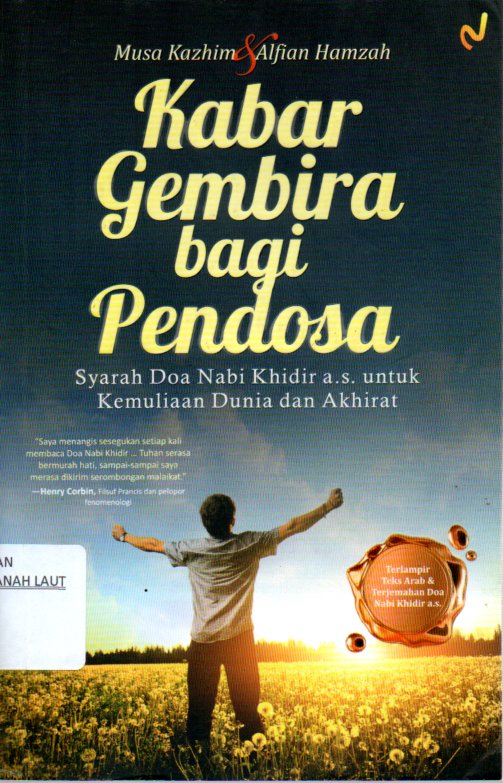 Musa Kazhim & Alfian Hamzah
Kabar
Gembira
bagi
Pendosa
Syarah Doa Nabi Khidir a.s. untuk
Kemuliaan Dunia dan Akhirat
"Saya menangis sesegukan setiap kali
membaca Doa Nabi Khidir ... Tuhan serasa
bermurah hati, sampai-sampai saya
merasa dikirim serombongan malaikat."
—Henry Corbin, Filsuf Prancis dan pelopor
fenomenologi
AN
ANAH LAUT
Terlampir
Teks Arab &
Terjemahan Doa
Nabi Khidir a.s.